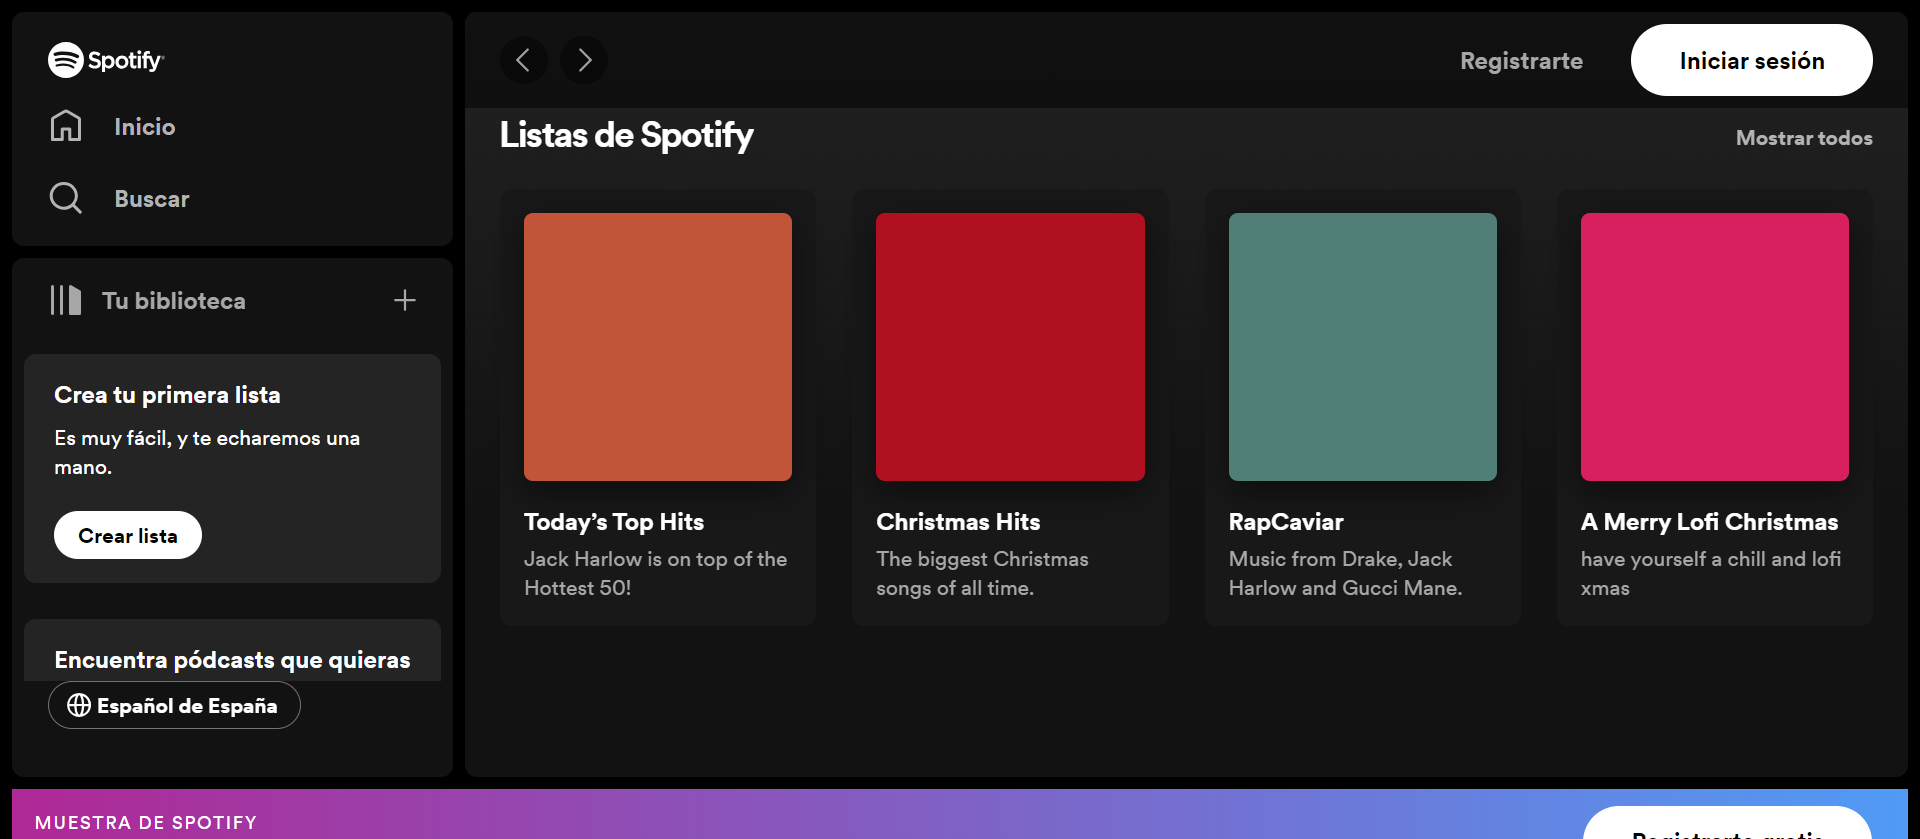 Spotify
Inicio
Buscar
Tu biblioteca
Crea tu primera lista
Es muy fácil, y te echaremos una
mano.
Crear lista
Encuentra pódcasts que quieras
Español de España
Registrarte
Iniciar sesión
Listas de Spotify
Mostrar todos
Today's Top Hits
Jack Harlow is on top of the
Hottest 50!
Christmas Hits
The biggest Christmas
songs of all time.
RapCaviar
Music from Drake, Jack
Harlow and Gucci Mane.
A Merry Lofi Christmas
have yourself a chill and lofi
xmas
MUESTRA DE SPOTIFY
Registrarte gratis